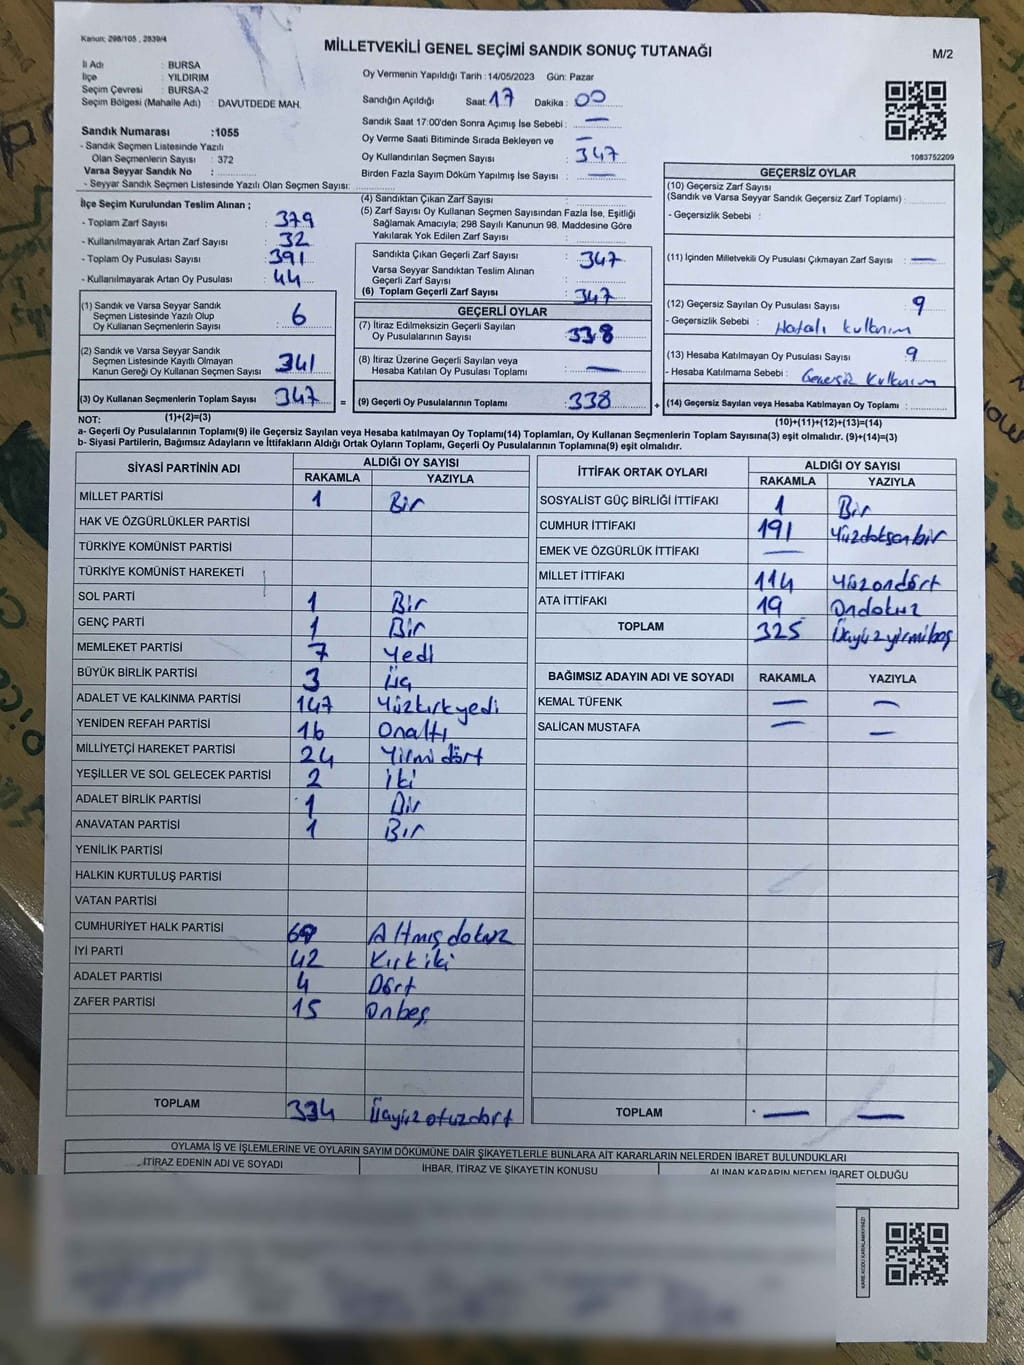 Kanun: 298/105 , 2839/4
MİLLETVEKİLİ GENEL SEÇİMİ SANDIK SONUÇ TUTANAĞI
M/2
İl Adı : BURSA
İlçe : YILDIRIM
Seçim Çevresi : BURSA-2
Seçim Bölgesi (Mahalle Adı) : DAVUTDEDE MAH.
Sandık Numarası :1055
- Sandık Seçmen Listesinde Yazılı
Olan Seçmenlerin Sayısı : 372
Varsa Seyyar Sandık No :
- Seyyar Sandık Seçmen Listesinde Yazılı Olan Seçmen Sayısı:
Oy Vermenin Yapıldığı Tarih :14/05/2023 Gün: Pazar
Sandığın Açıldığı Saat: 17 Dakika : 00
Sandık Saat 17:00'den Sonra Açımış İse Sebebi : —
Oy Verme Saati Bitiminde Sırada Bekleyen ve —
Oy Kullandırılan Seçmen Sayısı : 347
Birden Fazla Sayım Döküm Yapılmış İse Sayısı : —
1083752209
İlçe Seçim Kurulundan Teslim Alınan ;
- Toplam Zarf Sayısı : 379
- Kullanılmayarak Artan Zarf Sayısı : 32
- Toplam Oy Pusulası Sayısı : 391
- Kullanılmayarak Artan Oy Pusulası : 44
(1) Sandık ve Varsa Seyyar Sandık
Seçmen Listesinde Yazılı Olup
Oy Kullanan Seçmenlerin Sayısı : 6
(2) Sandık ve Varsa Seyyar Sandık
Seçmen Listesinde Kayıtlı Olmayan
Kanun Gereği Oy Kullanan Seçmen Sayısı : 341
(3) Oy Kullanan Seçmenlerin Toplam Sayısı : 347
(1)+(2)=(3)
(4) Sandıktan Çıkan Zarf Sayısı :
(5) Zarf Sayısı Oy Kullanan Seçmen Sayısından Fazla İse, Eşitliği
Sağlamak Amacıyla; 298 Sayılı Kanunun 98. Maddesine Göre
Yakılarak Yok Edilen Zarf Sayısı :
Sandıkta Çıkan Geçerli Zarf Sayısı : 347
Varsa Seyyar Sandıktan Teslim Alınan
Geçerli Zarf Sayısı :
(6) Toplam Geçerli Zarf Sayısı : 347
GEÇERLİ OYLAR
(7) İtiraz Edilmeksizin Geçerli Sayılan
Oy Pusulalarının Sayısı : 338
(8) İtiraz Üzerine Geçerli Sayılan veya
Hesaba Katılan Oy Pusulaları Toplamı : —
= (9) Geçerli Oy Pusulalarının Toplamı : 338 +
GEÇERSİZ OYLAR
(10) Geçersiz Zarf Sayısı
(Sandık ve Varsa Seyyar Sandık Geçersiz Zarf Toplamı) :
- Geçersizlik Sebebi :
(11) İçinden Milletvekili Oy Pusulası Çıkmayan Zarf Sayısı : —
(12) Geçersiz Sayılan Oy Pusulası Sayısı : 9
- Geçersizlik Sebebi : Hatalı kullanım
(13) Hesaba Katılmayan Oy Pusulası Sayısı : 9
- Hesaba Katılmama Sebebi : Geçersiz kullanım
(14) Geçersiz Sayılan veya Hesaba Katılmayan Oy Toplamı :
(10)+(11)+(12)+(13)=(14)
NOT:
a- Geçerli Oy Pusulalarının Toplamı(9) ile Geçersiz Sayılan veya Hesaba Katılmayan Oy Toplamı(14) Toplamları, Oy Kullanan Seçmenlerin Toplam Sayısına(3) eşit olmalıdır. (9)+(14)=(3)
b- Siyasi Partilerin, Bağımsız Adayların ve İttifakların Aldığı Ortak Oyların Toplamı, Geçerli Oy Pusulalarının Toplamına(9) eşit olmalıdır.
SİYASİ PARTİNİN ADI
ALDIĞI OY SAYISI
RAKAMLA YAZIYLA
MİLLET PARTİSİ 1 Bir
HAK VE ÖZGÜRLÜKLER PARTİSİ
TÜRKİYE KOMÜNİST PARTİSİ
TÜRKİYE KOMÜNİST HAREKETİ
SOL PARTİ 1 Bir
GENÇ PARTİ 1 Bir
MEMLEKET PARTİSİ 7 Yedi
BÜYÜK BİRLİK PARTİSİ 3 Üç
ADALET VE KALKINMA PARTİSİ 147 Yüzkırkyedi
YENİDEN REFAH PARTİSİ 16 Onaltı
MİLLİYETÇİ HAREKET PARTİSİ 24 Yirmi dört
YEŞİLLER VE SOL GELECEK PARTİSİ 2 iki
ADALET BİRLİK PARTİSİ 1 Bir
ANAVATAN PARTİSİ 1 Bir
YENİLİK PARTİSİ
HALKIN KURTULUŞ PARTİSİ
VATAN PARTİSİ
CUMHURİYET HALK PARTİSİ 69 Altmış dokuz
İYİ PARTİ 42 Kırk iki
ADALET PARTİSİ 4 Dört
ZAFER PARTİSİ 15 Onbeş
TOPLAM 334 Üçyüz otuzdört
İTTİFAK ORTAK OYLARI
ALDIĞI OY SAYISI
RAKAMLA YAZIYLA
SOSYALİST GÜÇ BİRLİĞİ İTTİFAKI 1 Bir
CUMHUR İTTİFAKI 191 Yüzdoksanbir
EMEK VE ÖZGÜRLÜK İTTİFAKI —
MİLLET İTTİFAKI 114 Yüzondört
ATA İTTİFAKI 19 Ondokuz
TOPLAM 325 Üçyüzyirmibeş
BAĞIMSIZ ADAYIN ADI VE SOYADI RAKAMLA YAZIYLA
KEMAL TÜFENK — —
SALİCAN MUSTAFA — —
TOPLAM — —
OYLAMA İŞ VE İŞLEMLERİNE VE OYLARIN SAYIM DÖKÜMÜNE DAİR ŞİKAYETLERLE BUNLARA AİT KARARLARIN NELERDEN İBARET BULUNDUKLARI
İTİRAZ EDENİN ADI VE SOYADI
İHBAR, İTİRAZ VE ŞİKAYETİN KONUSU
ALINAN KARARIN NEDEN İBARET OLDUĞU